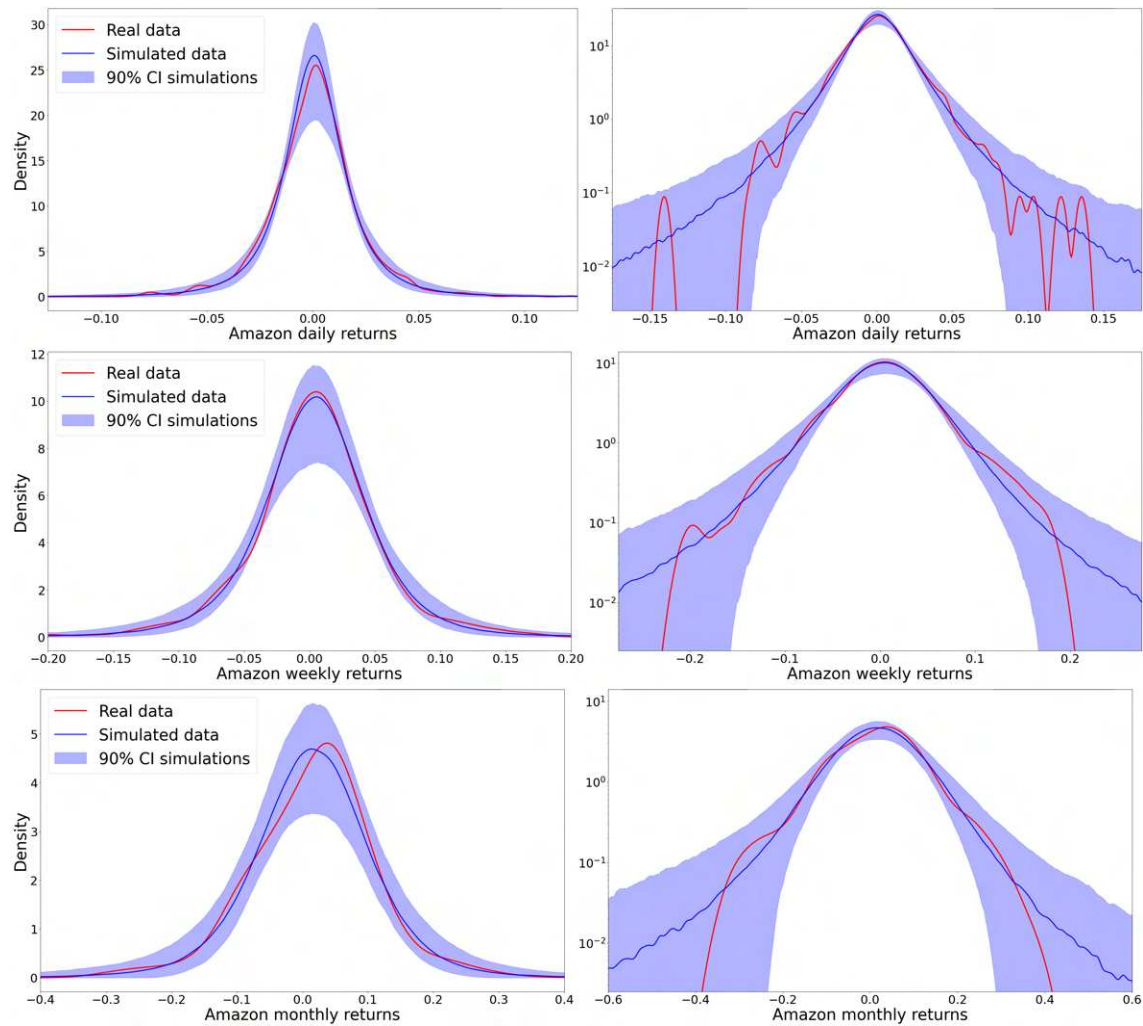 30
25
20
15
10
5
0
Density
Real data
Simulated data
90% CI simulations
−0.10 −0.05 0.00 0.05 0.10
Amazon daily returns
10¹
10⁰
10⁻¹
10⁻²
−0.15 −0.10 −0.05 0.00 0.05 0.10 0.15
Amazon daily returns
12
10
8
6
4
2
0
Density
Real data
Simulated data
90% CI simulations
−0.20 −0.15 −0.10 −0.05 0.00 0.05 0.10 0.15 0.20
Amazon weekly returns
10¹
10⁰
10⁻¹
10⁻²
−0.2 −0.1 0.0 0.1 0.2
Amazon weekly returns
5
4
3
2
1
0
Density
Real data
Simulated data
90% CI simulations
−0.4 −0.3 −0.2 −0.1 0.0 0.1 0.2 0.3 0.4
Amazon monthly returns
10¹
10⁰
10⁻¹
10⁻²
−0.6 −0.4 −0.2 0.0 0.2 0.4 0.6
Amazon monthly returns